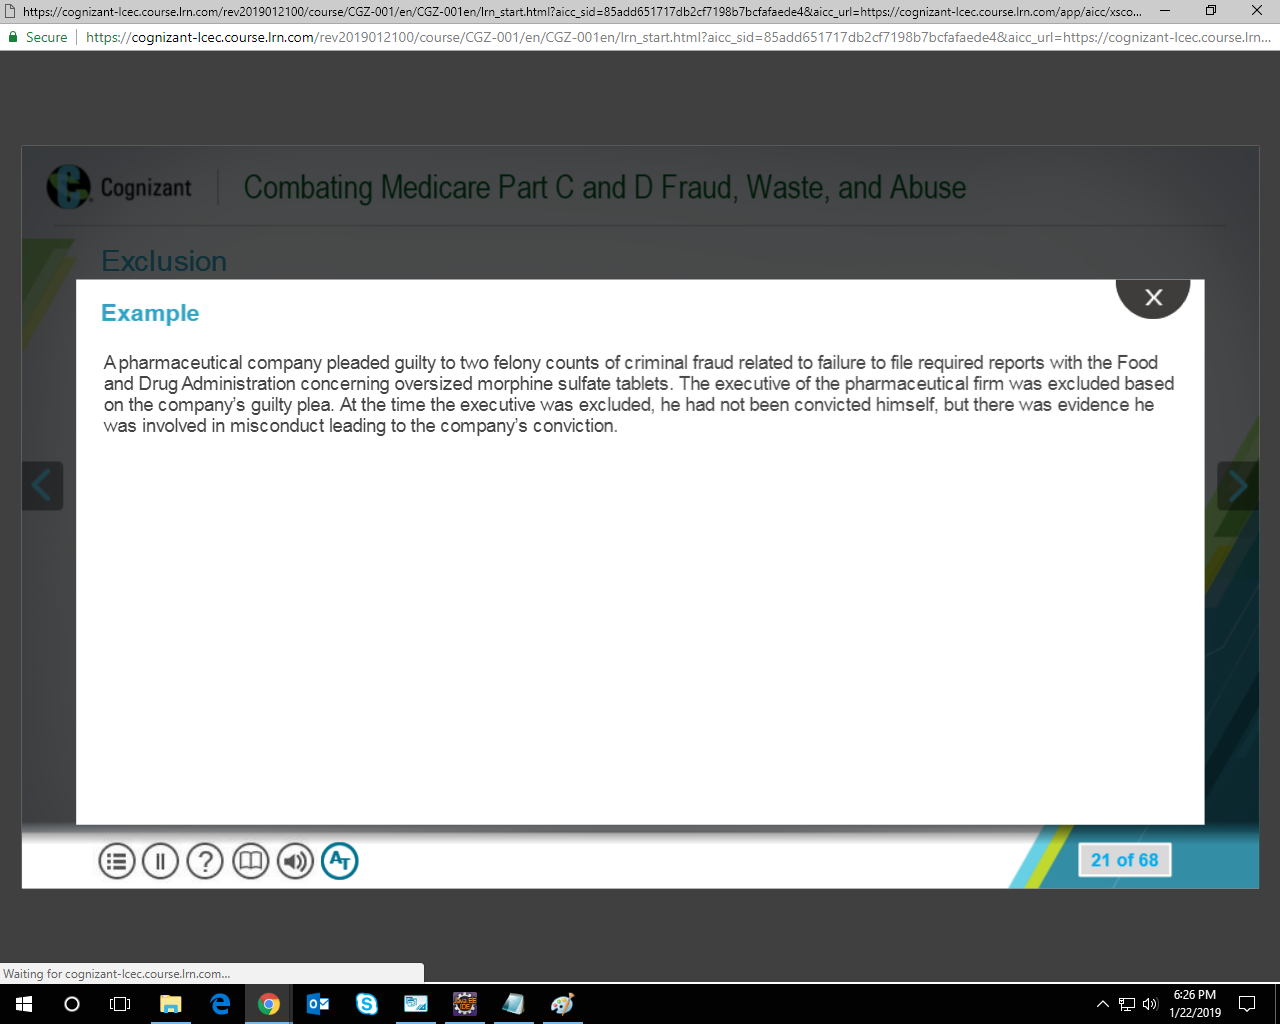 https://cognizant-lcec.course.lrn.com/rev2019012100/course/CGZ-001/en/CGZ-001en/lrn_start.html?aicc_sid=85add651717db2cf7198b7bcfafaede4&aicc_url=https://cognizant-lcec.course.lrn.com/app/aicc/xsco...
Secure https://cognizant-lcec.course.lrn.com/rev2019012100/course/CGZ-001/en/CGZ-001en/lrn_start.html?aicc_sid=85add651717db2cf7198b7bcfafaede4&aicc_url=https://cognizant-lcec.course.lrn...
Cognizant Combating Medicare Part C and D Fraud, Waste, and Abuse
Exclusion
Example
X
A pharmaceutical company pleaded guilty to two felony counts of criminal fraud related to failure to file required reports with the Food
and Drug Administration concerning oversized morphine sulfate tablets. The executive of the pharmaceutical firm was excluded based
on the company’s guilty plea. At the time the executive was excluded, he had not been convicted himself, but there was evidence he
was involved in misconduct leading to the company’s conviction.
? AT 21 of 68
Waiting for cognizant-lcec.course.lrn.com...
6:26 PM
1/22/2019